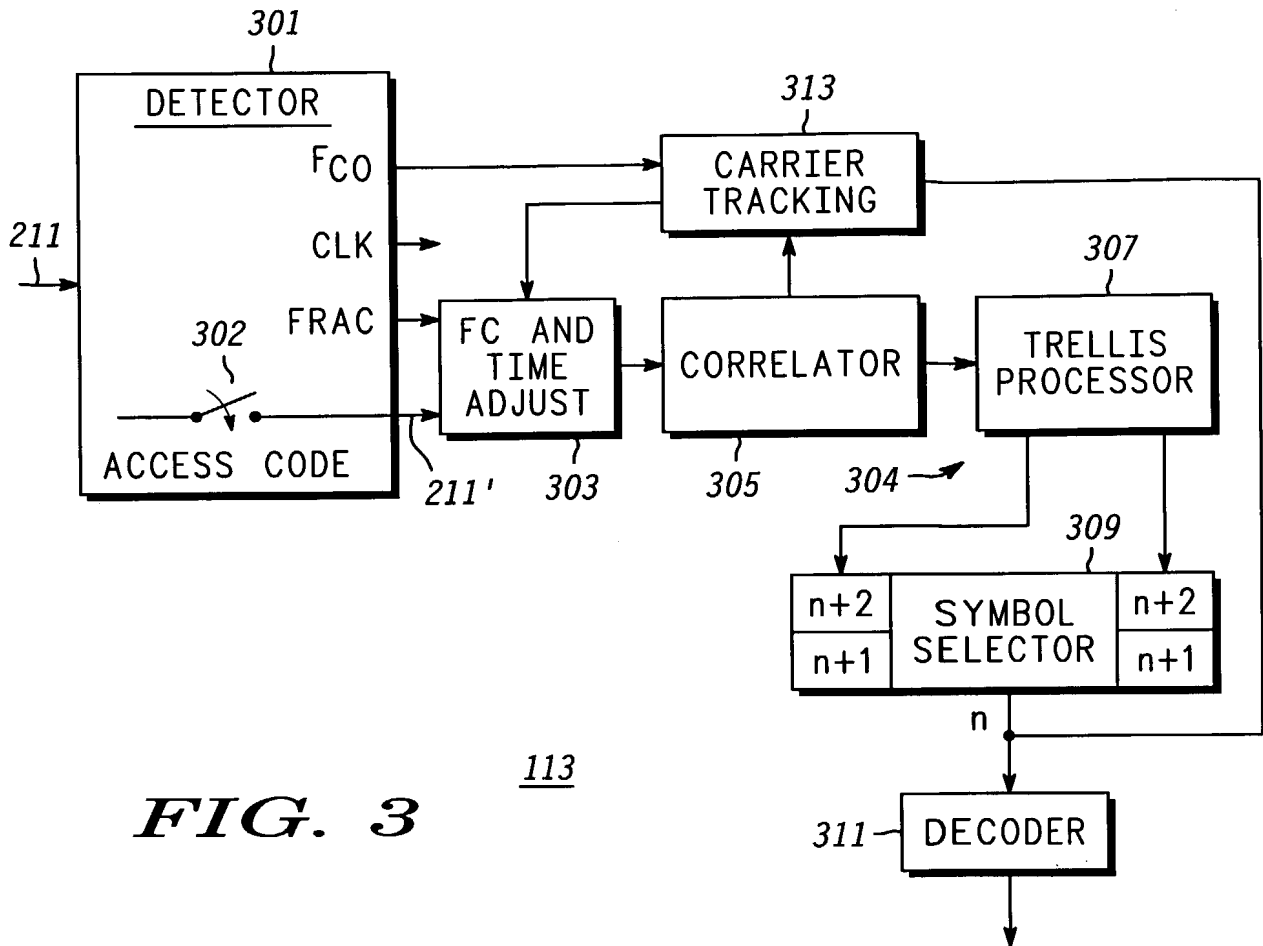 301
DETECTOR
FCO
CLK
FRAC
211
302
ACCESS CODE
211'
313
CARRIER
TRACKING
FC AND
TIME
ADJUST
303
CORRELATOR
305
307
TRELLIS
PROCESSOR
304
309
n+2
n+1
SYMBOL
SELECTOR
n+2
n+1
n
311
DECODER
113
FIG. 3